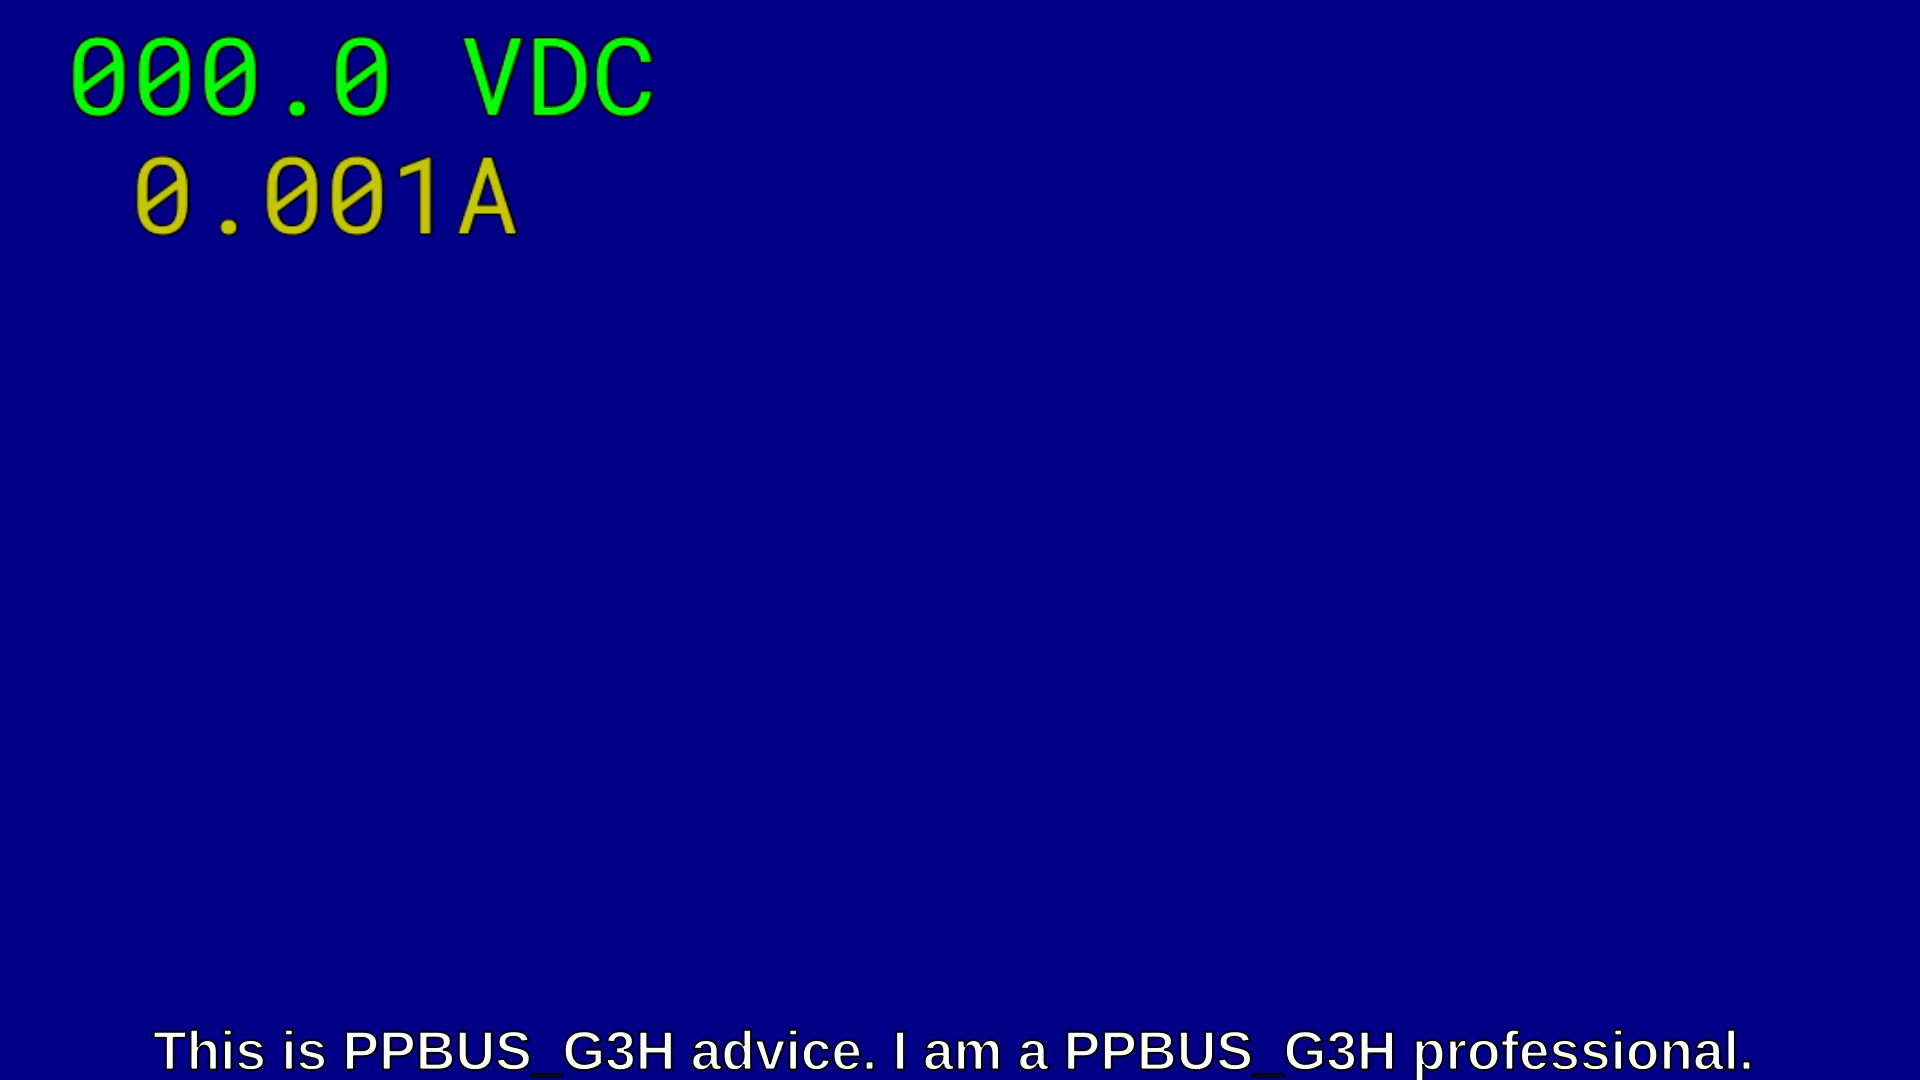 000.0 VDC
0.001A
This is PPBUS_G3H advice. I am a PPBUS_G3H professional.